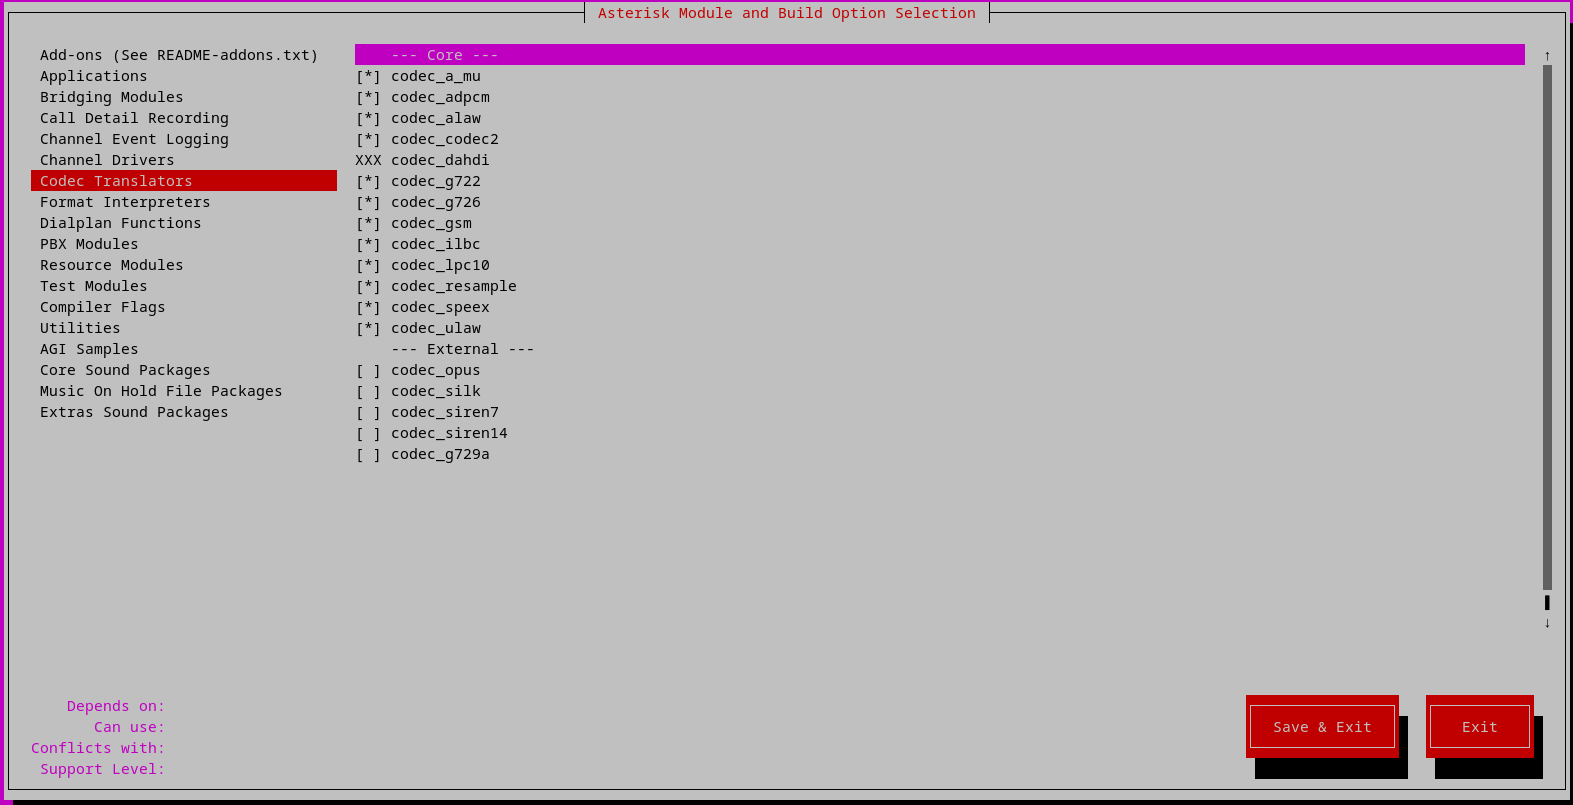 Asterisk Module and Build Option Selection
Add-ons (See README-addons.txt) --- Core ---
Applications [*] codec_a_mu
Bridging Modules [*] codec_adpcm
Call Detail Recording [*] codec_alaw
Channel Event Logging [*] codec_codec2
Channel Drivers XXX codec_dahdi
Codec Translators [*] codec_g722
Format Interpreters [*] codec_g726
Dialplan Functions [*] codec_gsm
PBX Modules [*] codec_ilbc
Resource Modules [*] codec_lpc10
Test Modules [*] codec_resample
Compiler Flags [*] codec_speex
Utilities [*] codec_ulaw
AGI Samples --- External ---
Core Sound Packages [ ] codec_opus
Music On Hold File Packages [ ] codec_silk
Extras Sound Packages [ ] codec_siren7
[ ] codec_siren14
[ ] codec_g729a
Depends on:
Can use:
Conflicts with:
Support Level:
Save & Exit Exit